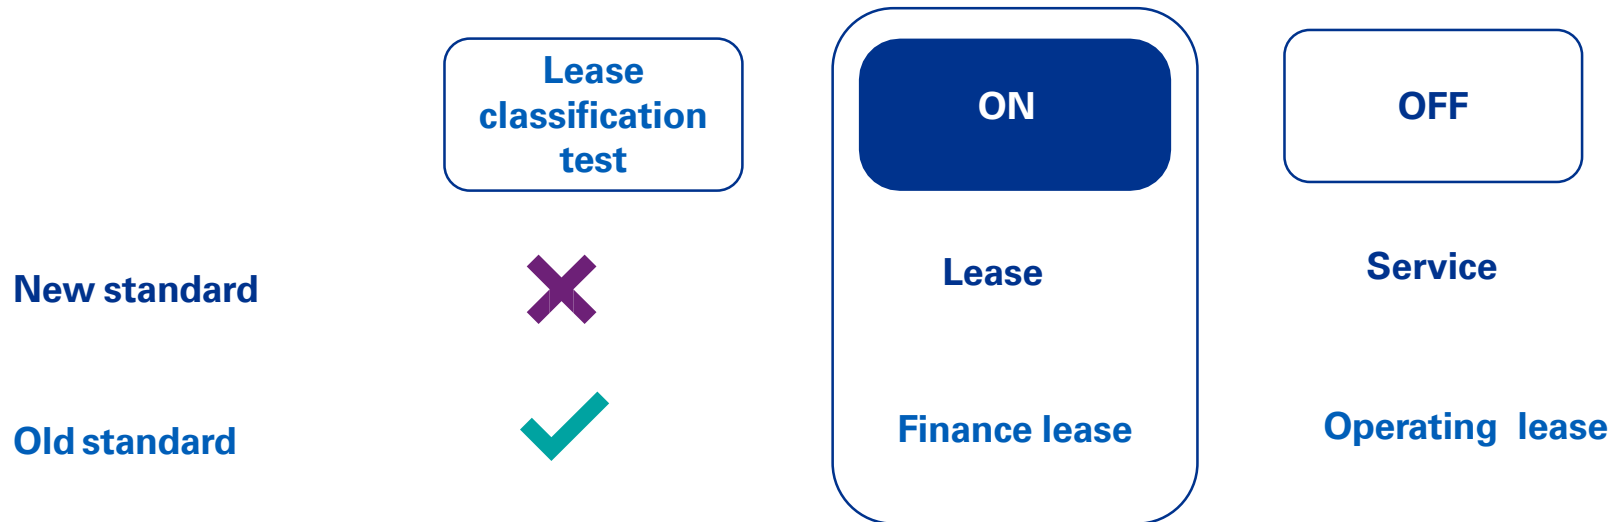 Lease
classification
test
ON
OFF
New standard
Lease
Service
Old standard
Finance lease
Operating lease